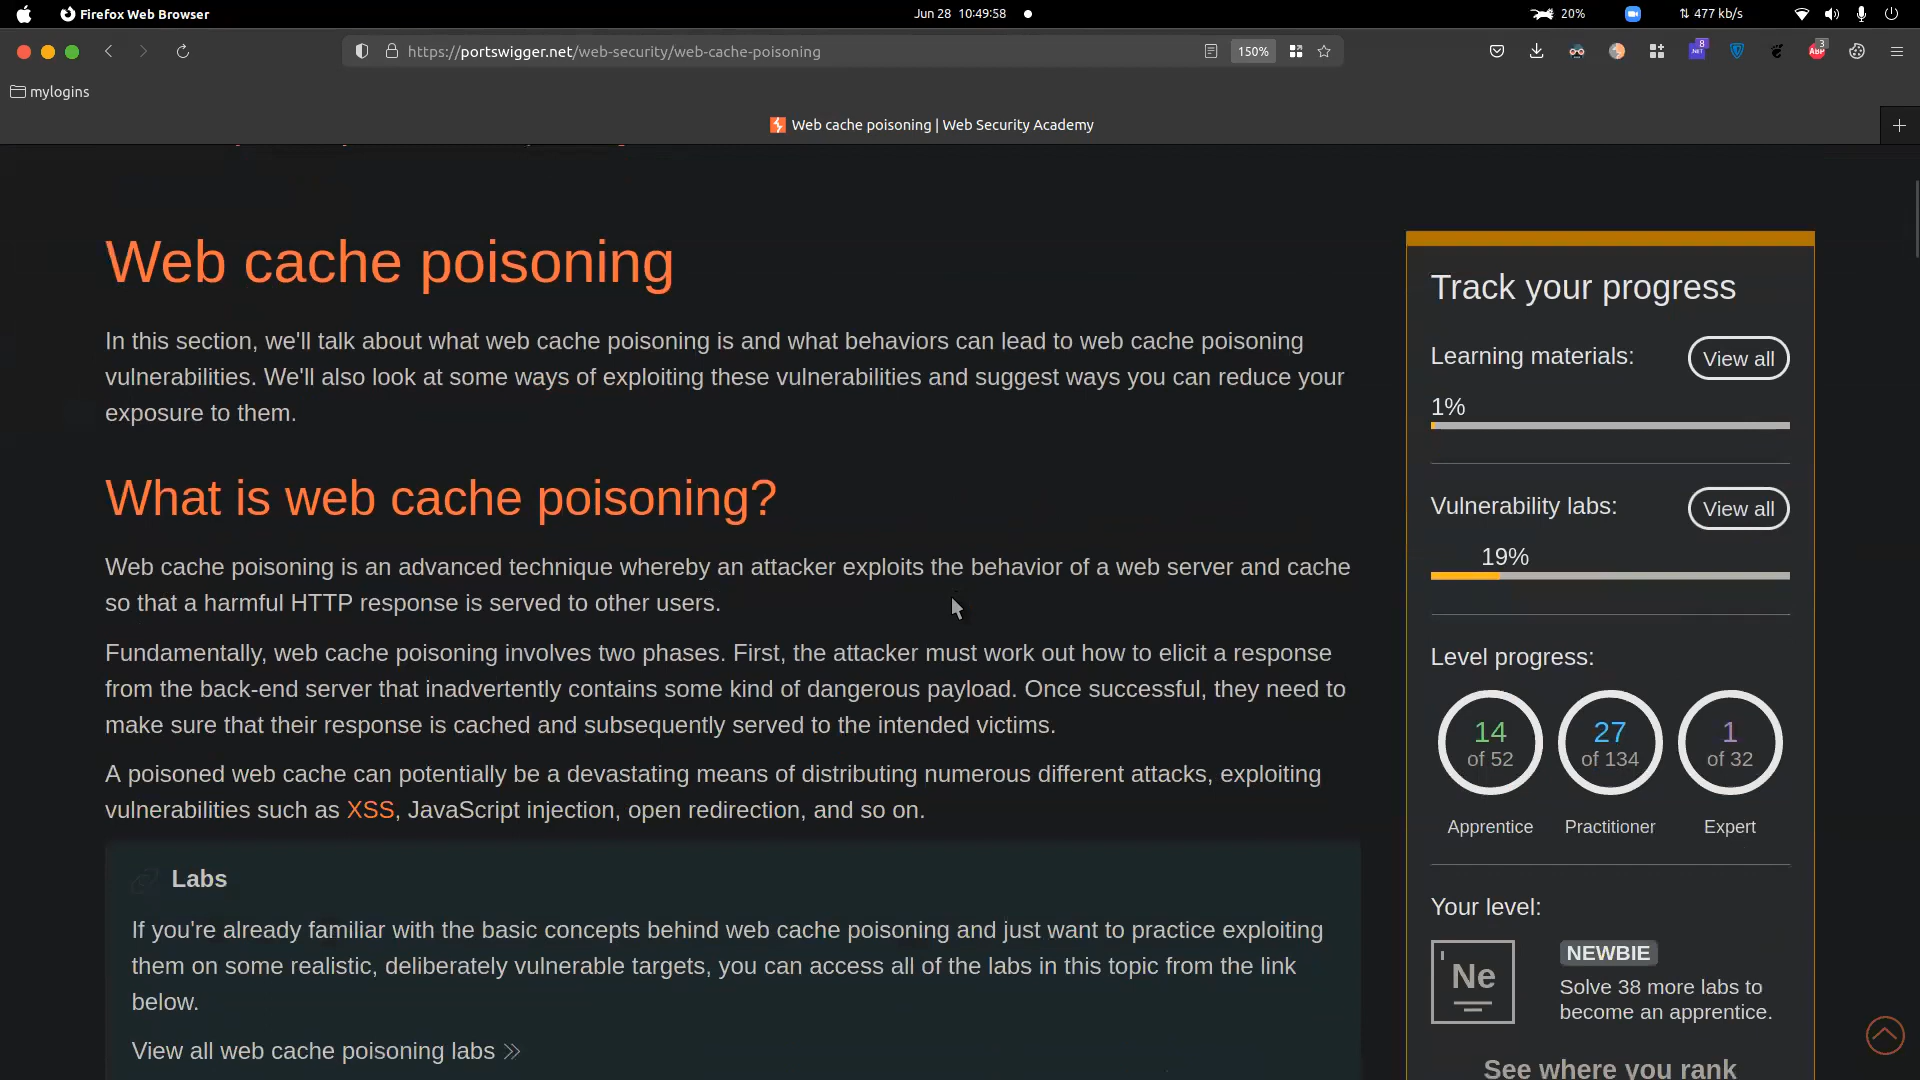 Firefox Web Browser
Jun 28 10:49:58
20%
477 kb/s
https://portswigger.net/web-security/web-cache-poisoning
150%
8
.NET
3
ABP
mylogins
Web cache poisoning | Web Security Academy
Web cache poisoning
In this section, we'll talk about what web cache poisoning is and what behaviors can lead to web cache poisoning
vulnerabilities. We'll also look at some ways of exploiting these vulnerabilities and suggest ways you can reduce your
exposure to them.
What is web cache poisoning?
Web cache poisoning is an advanced technique whereby an attacker exploits the behavior of a web server and cache
so that a harmful HTTP response is served to other users.
Fundamentally, web cache poisoning involves two phases. First, the attacker must work out how to elicit a response
from the back-end server that inadvertently contains some kind of dangerous payload. Once successful, they need to
make sure that their response is cached and subsequently served to the intended victims.
A poisoned web cache can potentially be a devastating means of distributing numerous different attacks, exploiting
vulnerabilities such as XSS, JavaScript injection, open redirection, and so on.
Labs
If you're already familiar with the basic concepts behind web cache poisoning and just want to practice exploiting
them on some realistic, deliberately vulnerable targets, you can access all of the labs in this topic from the link
below.
View all web cache poisoning labs
Track your progress
Learning materials:
View all
1%
Vulnerability labs:
View all
19%
Level progress:
14
of 52
27
of 134
1
of 32
Apprentice
Practitioner
Expert
Your level:
Ne
NEWBIE
Solve 38 more labs to
become an apprentice.
See where you rank